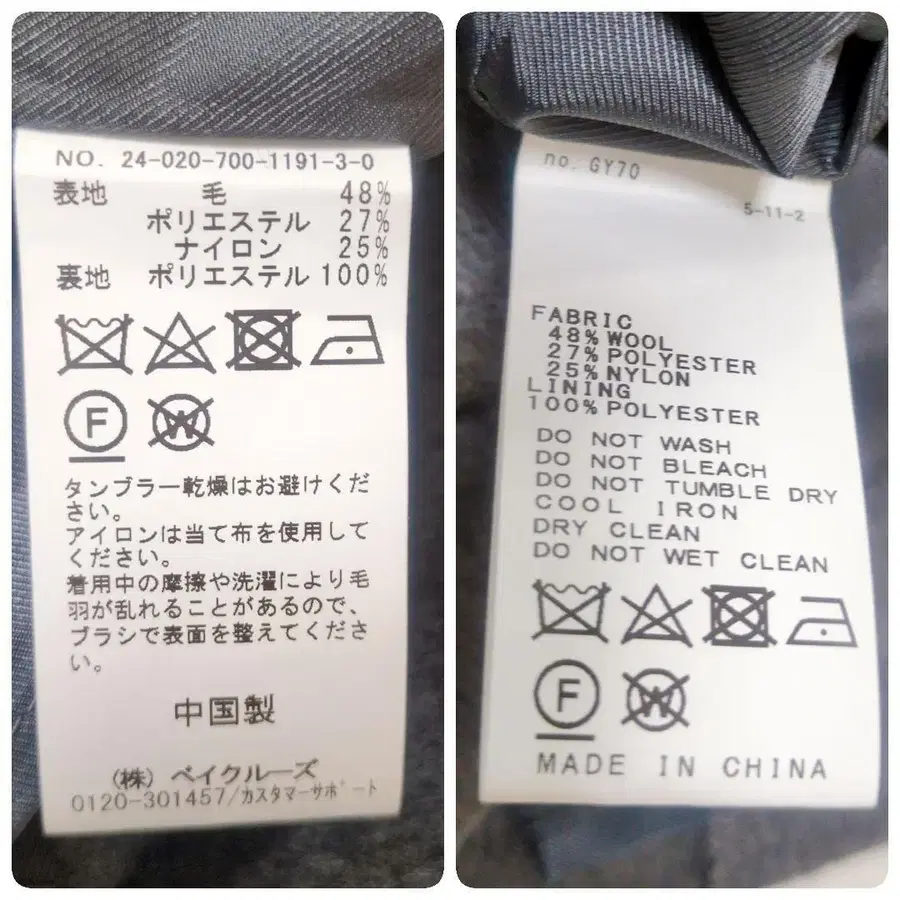 NO. 24-020-700-1191-3-0
表地 毛 48%
ポリエステル 27%
ナイロン 25%
裏地 ポリエステル 100%
F
W
タンブラー乾燥はお避けくだ
さい。
アイロンは当て布を使用して
ください。
着用中の摩擦や洗濯により毛
羽が乱れることがあるので、
ブラシで表面を整えてくださ
い。
中国製
(株) ベイクルーズ
0120-301457/カスタマーサポート
no. GY70
5-11-2
FABRIC
48% WOOL
27% POLYESTER
25% NYLON
LINING
100% POLYESTER
DO NOT WASH
DO NOT BLEACH
DO NOT TUMBLE DRY
COOL IRON
DRY CLEAN
DO NOT WET CLEAN
F
W
MADE IN CHINA